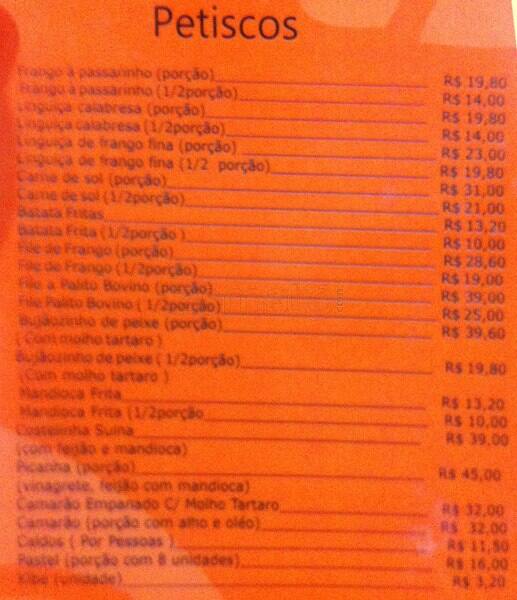 Petiscos
Frango à passarinho (porção) R$ 19,80
Frango à passarinho (1/2porção) R$ 14,00
Linguiça calabresa (porção) R$ 19,80
Linguiça calabresa (1/2porção) R$ 14,00
Linguiça de frango fina (porção) R$ 23,00
Linguiça de frango fina (1/2 porção) R$ 19,80
Carne de sol (porção) R$ 31,00
Carne de sol (1/2porção) R$ 21,00
Batata Fritas R$ 13,20
Batata Frita (1/2porção ) R$ 10,00
File de Frango (porção) R$ 28,60
File de Frango (1/2porção) R$ 19,00
File a Palito Bovino (porção) R$ 39,00
File Palito Bovino ( 1/2porção) R$ 25,00
Bujãozinho de peixe (porção) R$ 39,60
( Com molho tartaro )
Bujãozinho de peixe ( 1/2porção) R$ 19,80
(Com molho tartaro )
Mandioca Frita R$ 13,20
Mandioca Frita (1/2porção R$ 10,00
Costelinha Suina R$ 39,00
(com feijão e mandioca)
Picanha (porção) R$ 45,00
(vinagrete, feijão com mandioca)
Camarão Empanado C/ Molho Tartaro R$ 32,00
Camarão (porção com alho e oléo) R$ 32,00
Caldos ( Por Pessoas ) R$ 11,50
Pastel (porção com 8 unidades) R$ 16,00
Kibe (unidade) R$ 3,20